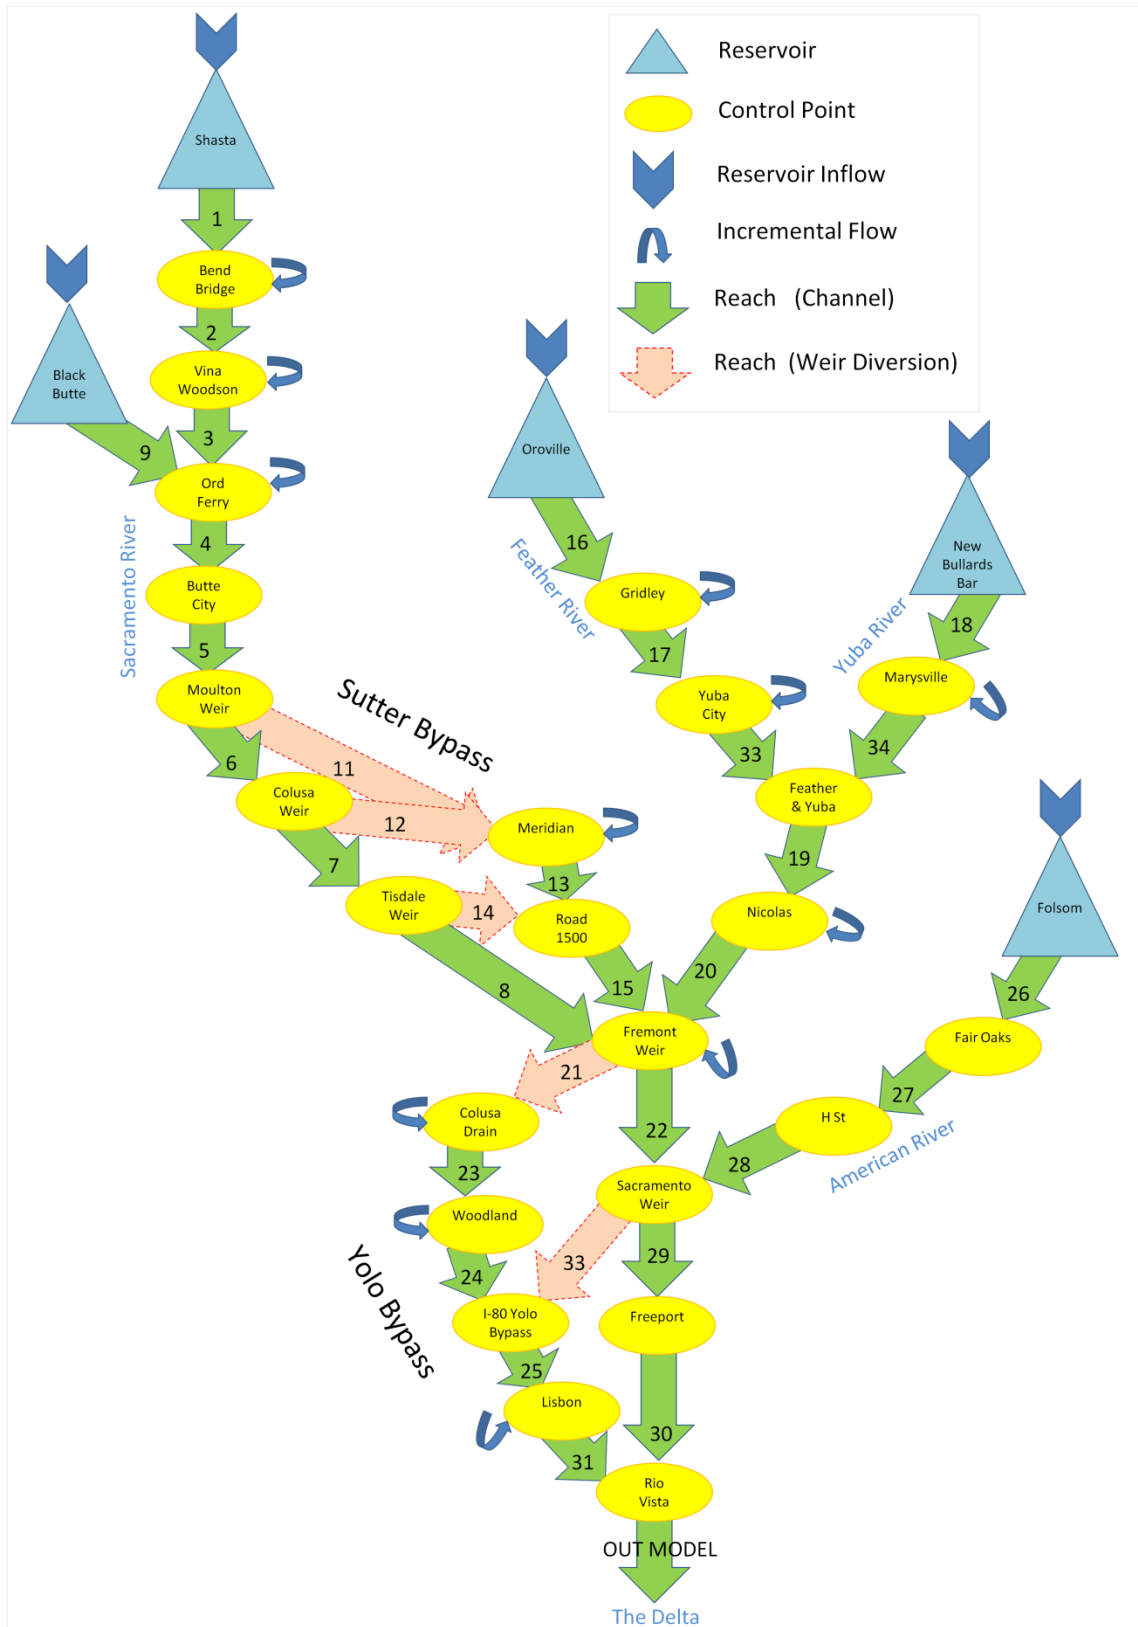 Reservoir
Control Point
Reservoir Inflow
Incremental Flow
Reach   (Channel)
Reach  (Weir Diversion)
Shasta
1
Bend
Bridge
2
Black
Butte
Vina
Woodson
3
9
Ord
Ferry
Sacramento River
4
Butte
City
5
Moulton
Weir
Sutter Bypass
6
11
Colusa
Weir
12
7
Meridian
13
Tisdale
Weir
14
Road
1500
8
15
Oroville
16
Feather River
Gridley
17
Yuba
City
33
New
Bullards
Bar
Yuba River
18
Marysville
34
Feather
& Yuba
19
Nicolas
20
Folsom
26
Fair Oaks
27
H St
American River
28
Fremont
Weir
21
22
Colusa
Drain
23
Sacramento
Weir
Woodland
Yolo Bypass
24
33
29
I-80 Yolo
Bypass
Freeport
25
Lisbon
30
31
Rio
Vista
OUT MODEL
The Delta